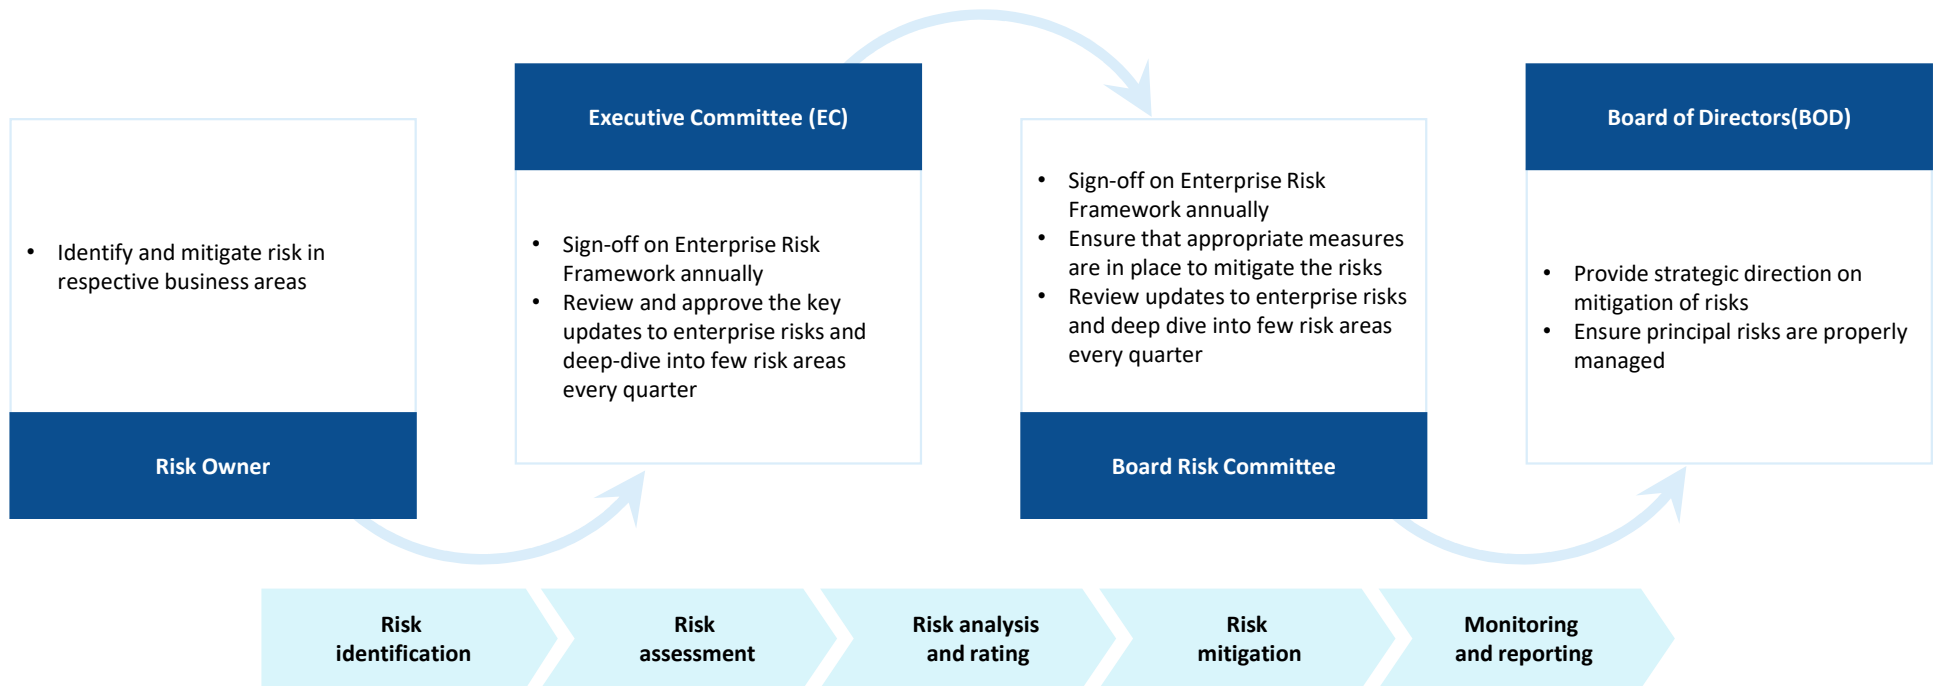 • Identify and mitigate risk in
respective business areas
Risk Owner
Executive Committee (EC)
• Sign-off on Enterprise Risk
Framework annually
• Review and approve the key
updates to enterprise risks and
deep-dive into few risk areas
every quarter
• Sign-off on Enterprise Risk
Framework annually
• Ensure that appropriate measures
are in place to mitigate the risks
• Review updates to enterprise risks
and deep dive into few risk areas
every quarter
Board Risk Committee
Board of Directors(BOD)
• Provide strategic direction on
mitigation of risks
• Ensure principal risks are properly
managed
Risk
identification
Risk
assessment
Risk analysis
and rating
Risk
mitigation
Monitoring
and reporting